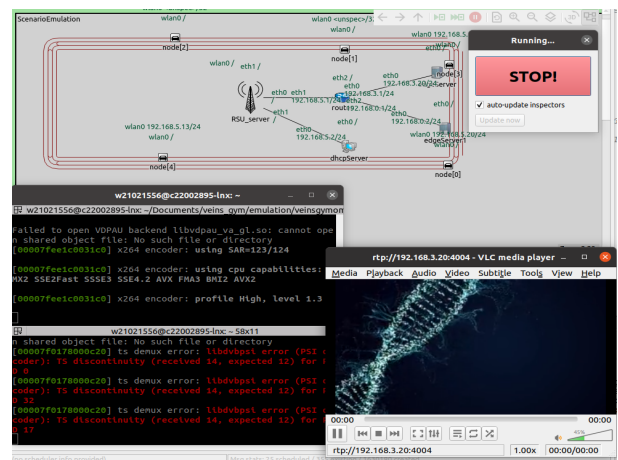 ScenarioEmulation
wlan0 /
wlan0 <unspec>/3
wlan0 /
wlan0 192.168.5
node[2]
node[1]
wlan0 /
eth1 /
eth2 /
eth0
node[3]
192.168.3.20/24
eth0
eth0 /
192.168.5.1/
192.168.3.1/24
192.168.0.1/24
eth0 /
RSU_server
eth1
eth0
192.168.5.2/24
192.168.0.2/24
edgeServer1
192.168.5.20/24
wlan0 192.168.5.13/24
wlan0 /
dhcpServer
node[4]
node[0]
Running...
STOP!
auto-update inspectors
Update now
w21021556@c22002895-lnx: ~
w21021556@c22002895-lnx: ~/Documents/veins_gym/emulation/veinsgymon
Failed to open VDPAU backend libvdpau_va_gl.so: cannot ope
n shared object file: No such file or directory
[00007fee1c0031c0] x264 encoder: using SAR=123/124
[00007fee1c0031c0] x264 encoder: using cpu capabilities:
MX2 SSE2Fast SSSE3 SSE4.2 AVX FMA3 BMI2 AVX2
[00007fee1c0031c0] x264 encoder: profile High, level 1.3
w21021556@c22002895-lnx: ~ 58x11
n shared object file: No such file or directory
[00007f0178000c20] ts demux error: libdvbpsi error (PSI
coder): TS discontinuity (received 14, expected 12) for
D 0
[00007f0178000c20] ts demux error: libdvbpsi error (PSI
coder): TS discontinuity (received 14, expected 12) for
D 32
[00007f0178000c20] ts demux error: libdvbpsi error (PSI
coder): TS discontinuity (received 14, expected 12) for
D 17
rtp://192.168.3.20:4004 - VLC media player
Media Playback Audio Video Subtitle Tools View Help
00:00
00:00
45%
rtp://192.168.3.20:4004
1.00x
00:00/00:00